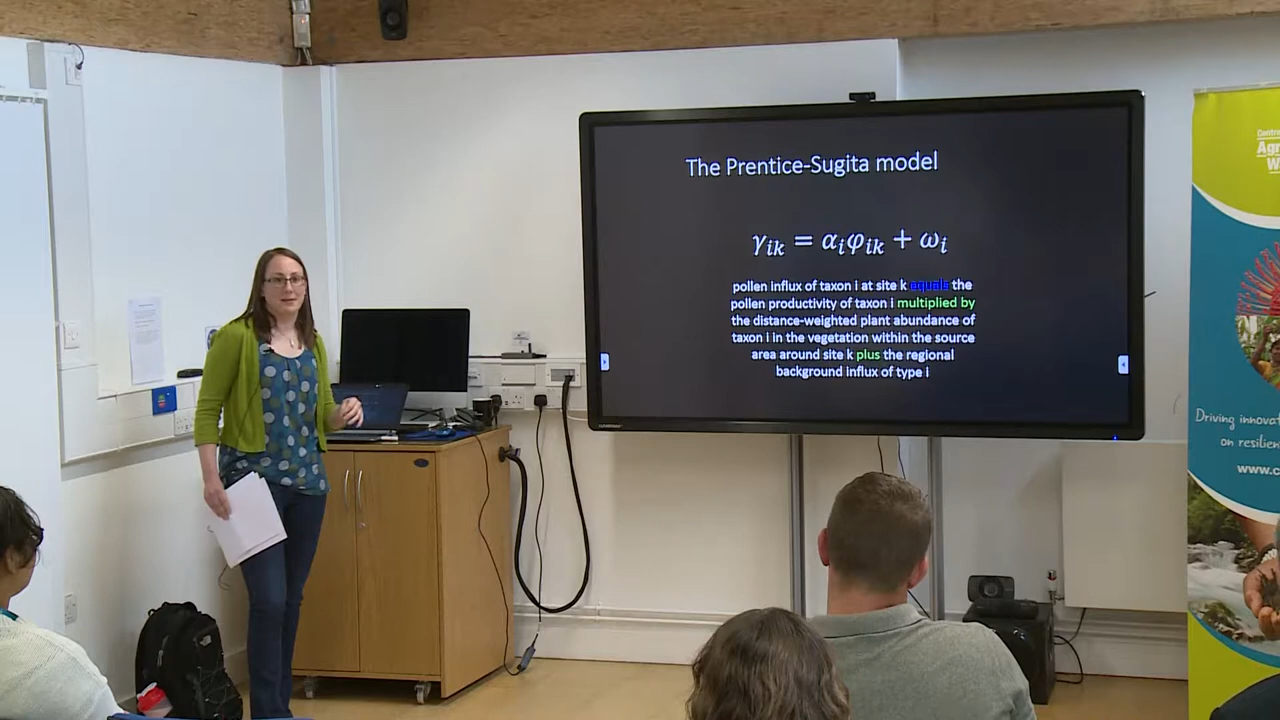 The Prentice-Sugita model
γik = αiφik + ωi
pollen influx of taxon i at site k equals the
pollen productivity of taxon i multiplied by
the distance-weighted plant abundance of
taxon i in the vegetation within the source
area around site k plus the regional
background influx of type i
Driving innovat
on resilien
www.c